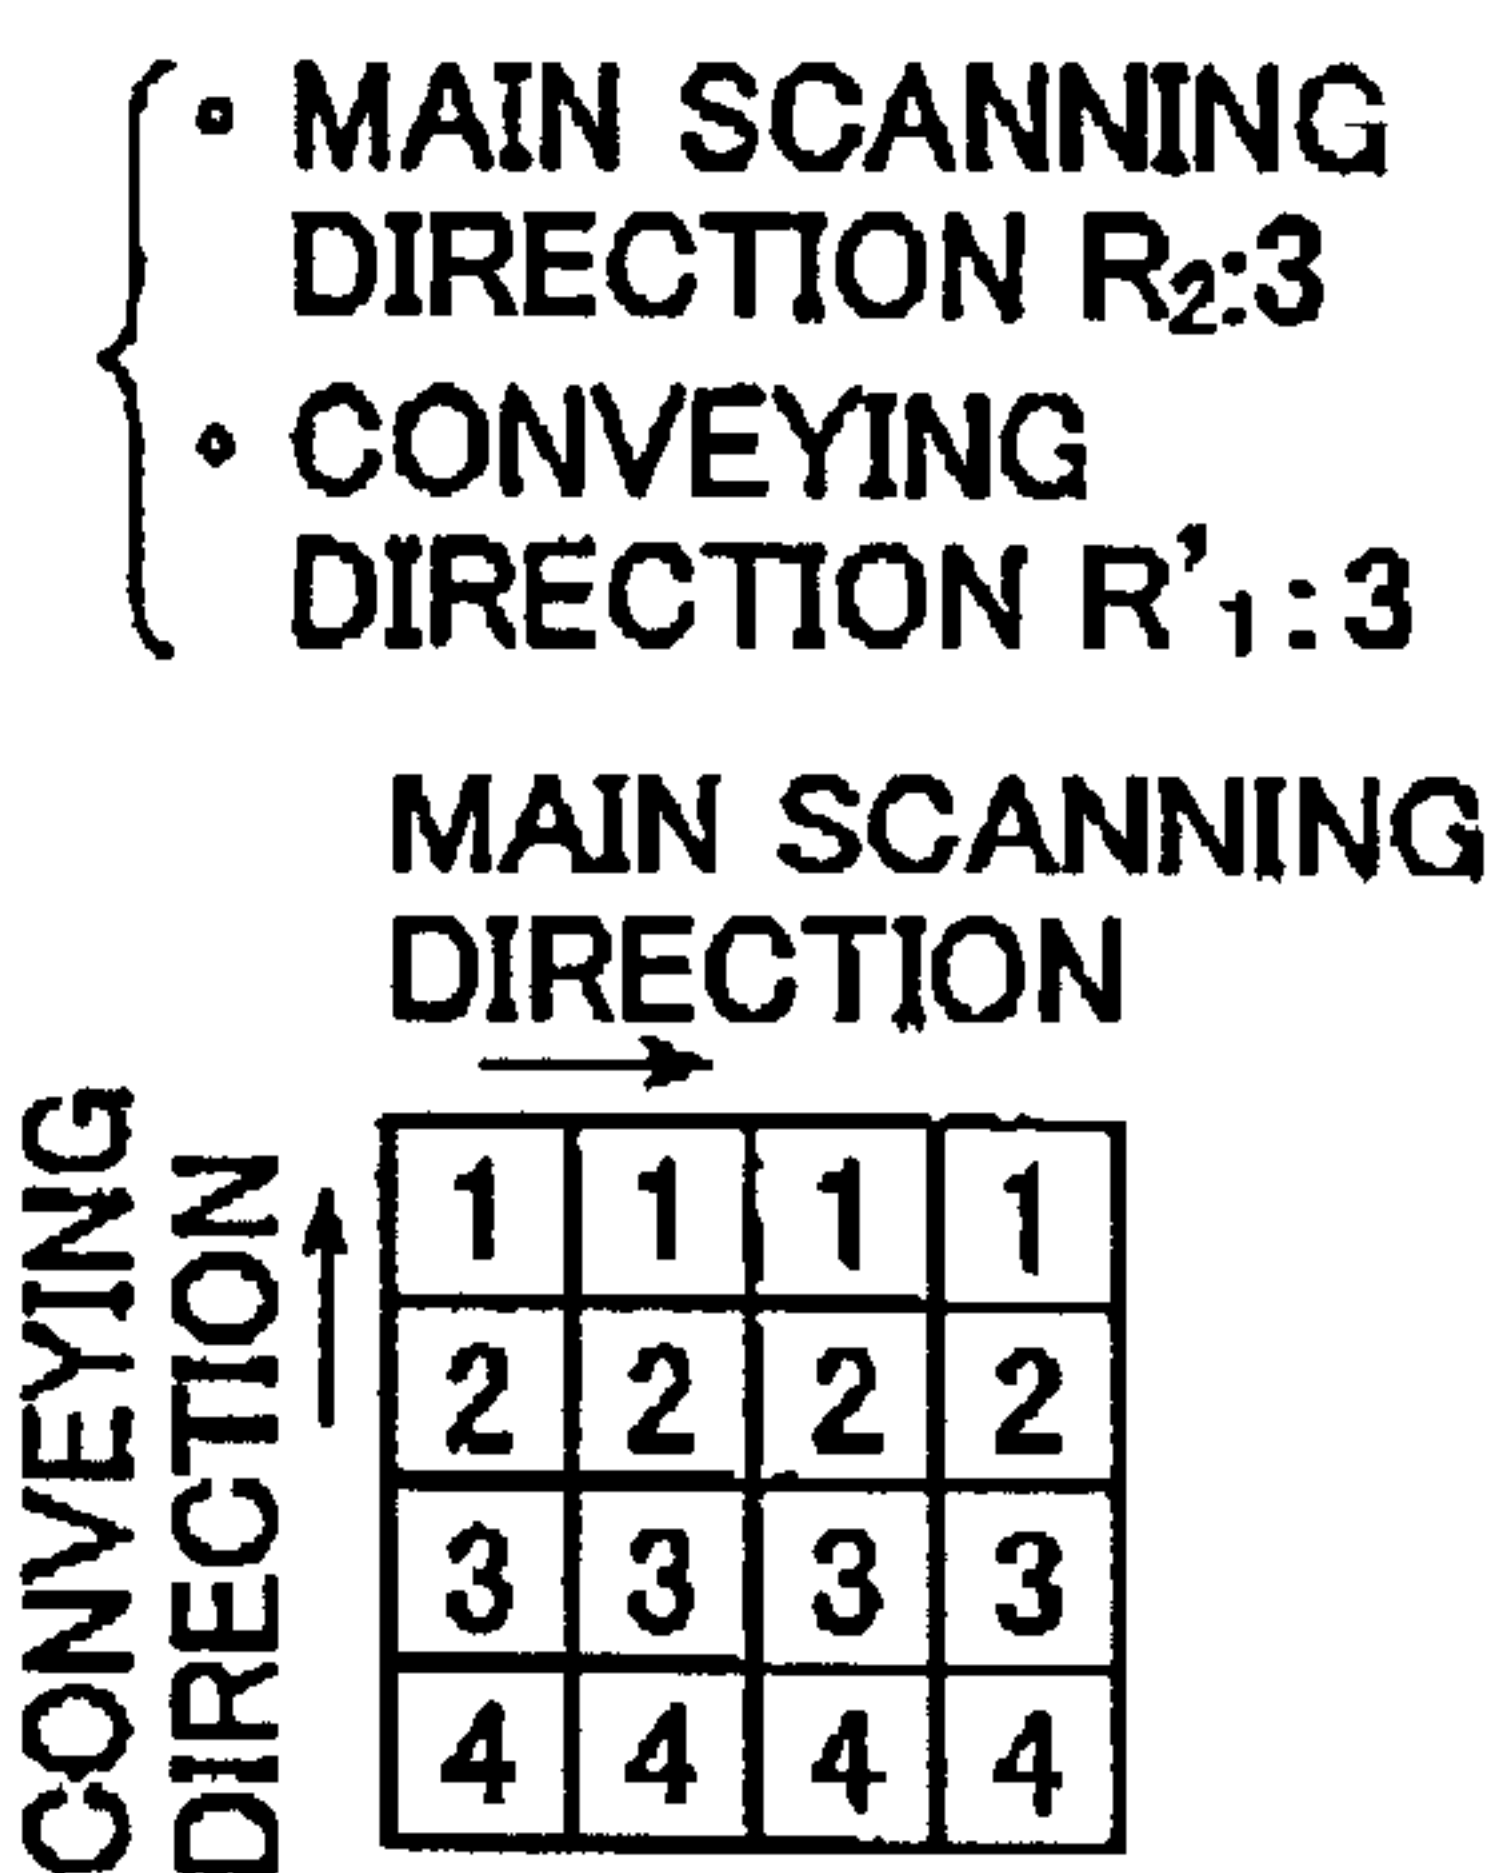 • MAIN SCANNING
DIRECTION R₂:3
• CONVEYING
DIRECTION R'₁:3
MAIN SCANNING
DIRECTION
CONVEYING
DIRECTION
1 1 1 1
2 2 2 2
3 3 3 3
4 4 4 4